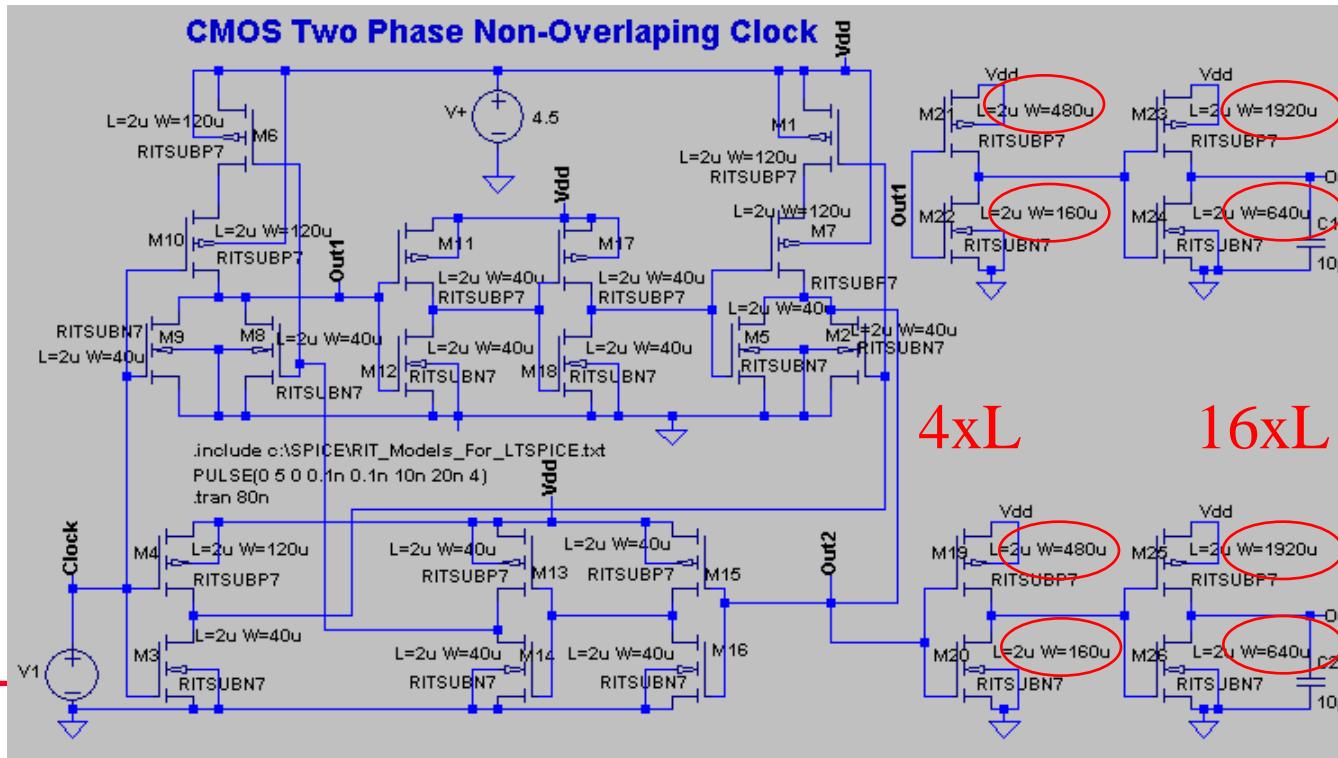 CMOS Two Phase Non-Overlaping Clock
Vdd
V+
4.5
L=2u W=120u
M6
RITSUBP7
M1
L=2u W=120u
RITSUBP7
Vdd
M21
L=2u W=480u
RITSUBP7
Vdd
M23
L=2u W=1920u
RITSUBP7
M10
L=2u W=120u
RITSUBP7
Out1
Vdd
M11
L=2u W=40u
RITSUBP7
M17
L=2u W=40u
RITSUBP7
L=2u W=120u
M7
RITSUBP7
Out1
M22
L=2u W=160u
RITSUBN7
M24
L=2u W=640u
RITSUBN7
RITSUBN7
M9
L=2u W=40u
M8
L=2u W=40u
RITSUBN7
M12
L=2u W=40u
RITSUBN7
M18
L=2u W=40u
RITSUBN7
L=2u W=40u
M5
RITSUBN7
M2
L=2u W=40u
RITSUBN7
4xL
16xL
.include c:\SPICE\RIT_Models_For_LTSPICE.txt
PULSE(0 5 0 0.1n 0.1n 10n 20n 4)
.tran 80n
Clock
V1
M4
L=2u W=120u
RITSUBP7
M3
L=2u W=40u
RITSUBN7
Vdd
L=2u W=40u
RITSUBP7
M13
L=2u W=40u
RITSUBP7
M15
L=2u W=40u
M14
RITSUBN7
L=2u W=40u
M16
RITSUBN7
Out2
Vdd
M19
L=2u W=480u
RITSUBP7
Vdd
M25
L=2u W=1920u
RITSUBP7
M20
L=2u W=160u
RITSUBN7
M26
L=2u W=640u
RITSUBN7
C2